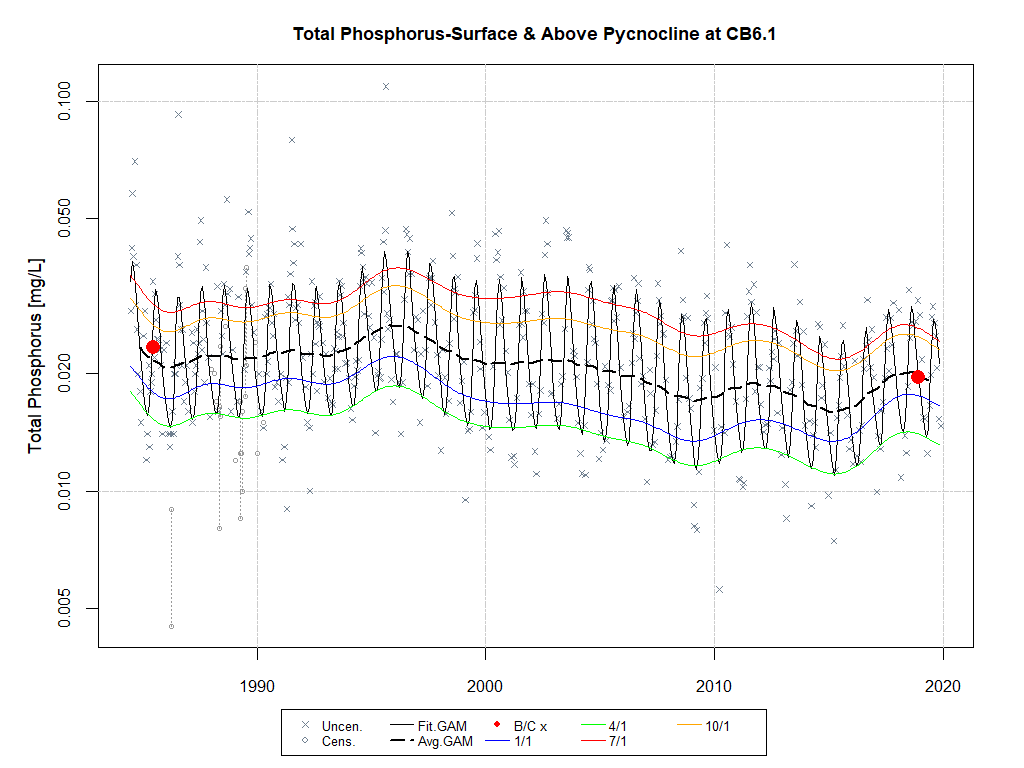 Total Phosphorus-Surface & Above Pycnocline at CB6.1
Total Phosphorus [mg/L]
0.100
0.050
0.020
0.010
0.005
1990 2000 2010 2020
Uncen. Fit.GAM B/C x 4/1 10/1
Cens. Avg.GAM 1/1 7/1